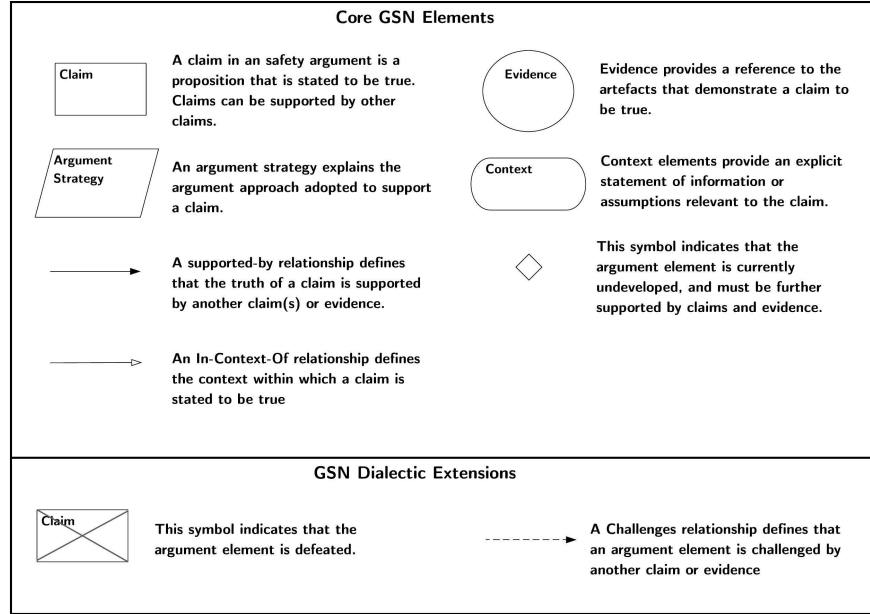 Core GSN Elements
Claim
A claim in an safety argument is a
proposition that is stated to be true.
Claims can be supported by other
claims.
Evidence
Evidence provides a reference to the
artefacts that demonstrate a claim to
be true.
Argument
Strategy
An argument strategy explains the
argument approach adopted to support
a claim.
Context
Context elements provide an explicit
statement of information or
assumptions relevant to the claim.
A supported-by relationship defines
that the truth of a claim is supported
by another claim(s) or evidence.
This symbol indicates that the
argument element is currently
undeveloped, and must be further
supported by claims and evidence.
An In-Context-Of relationship defines
the context within which a claim is
stated to be true
GSN Dialectic Extensions
Claim
This symbol indicates that the
argument element is defeated.
A Challenges relationship defines that
an argument element is challenged by
another claim or evidence